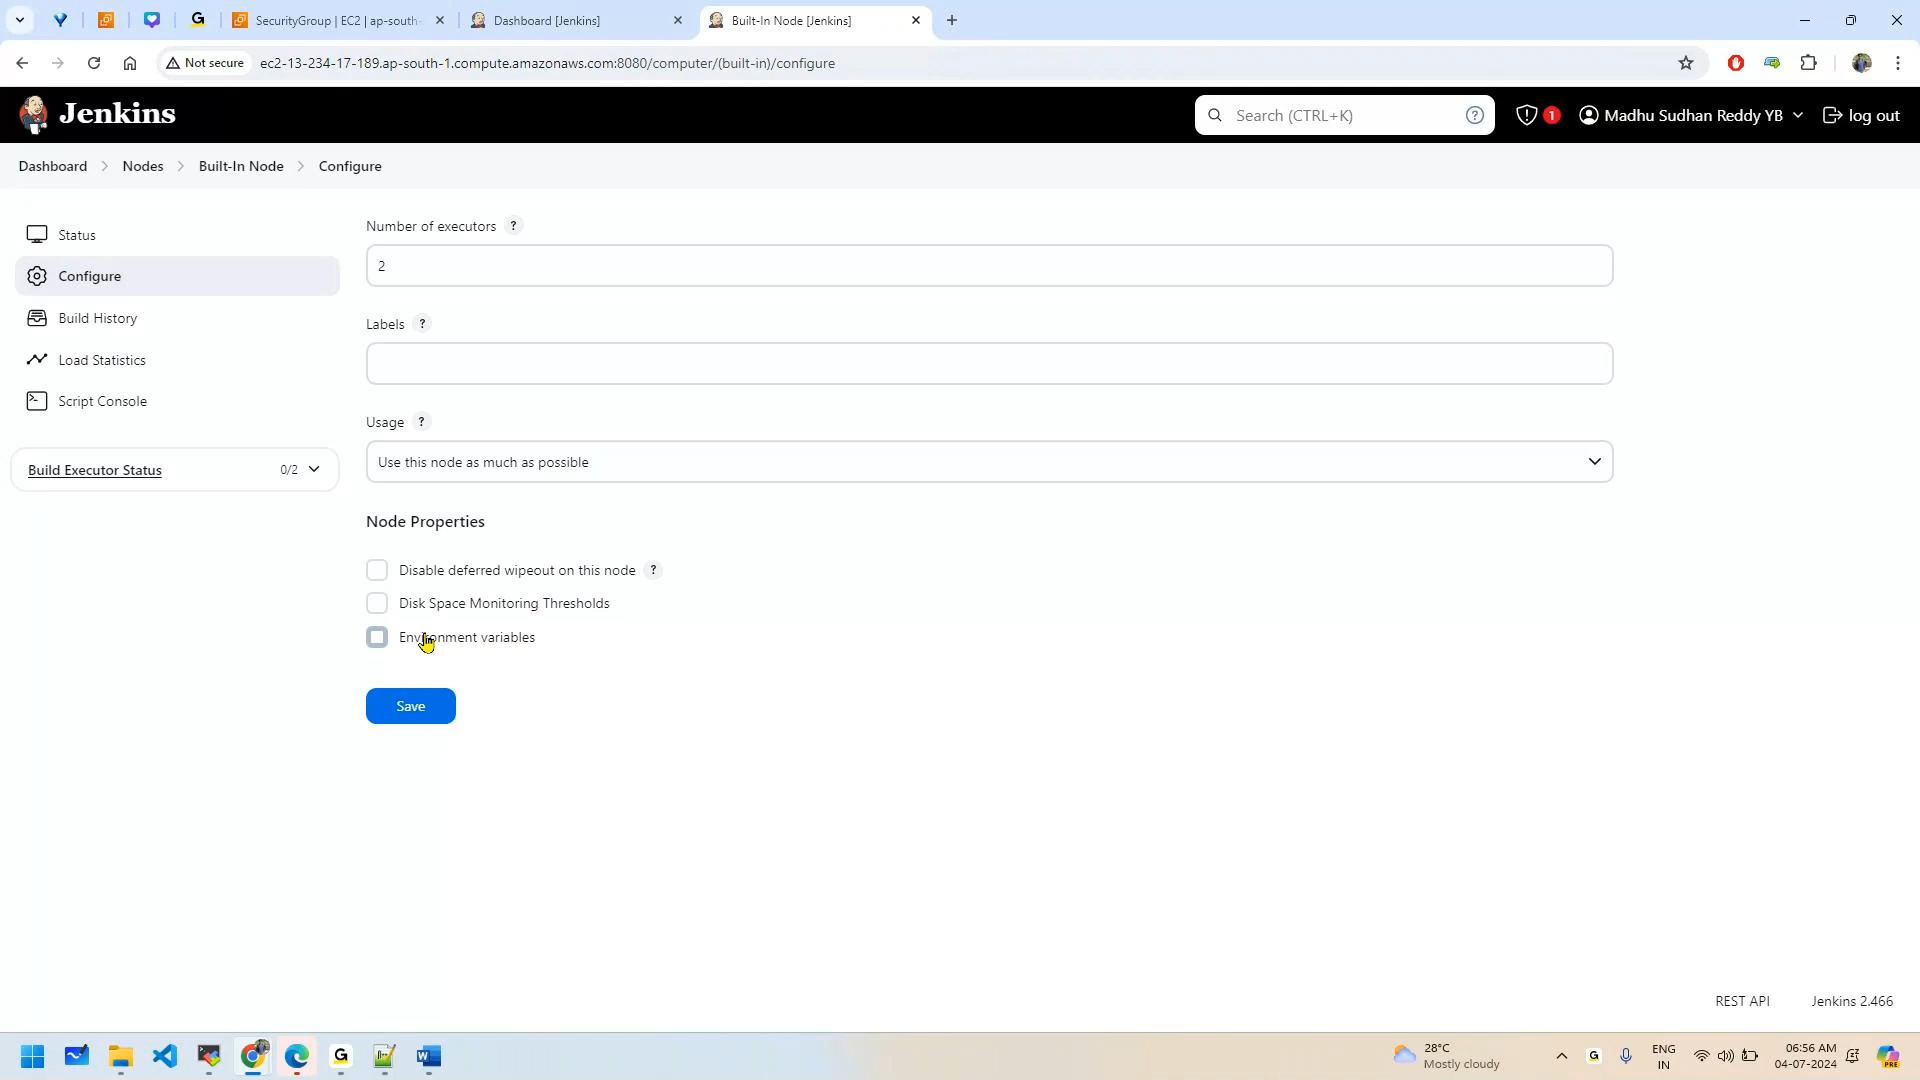 SecurityGroup | EC2 | ap-south-
Dashboard [Jenkins]
Built-In Node [Jenkins]
Not secure
ec2-13-234-17-189.ap-south-1.compute.amazonaws.com:8080/computer/(built-in)/configure
Jenkins
Search (CTRL+K)
?
1
Madhu Sudhan Reddy YB
log out
Dashboard
Nodes
Built-In Node
Configure
Status
Configure
Build History
Load Statistics
Script Console
Build Executor Status
0/2
Number of executors ?
2
Labels ?
Usage ?
Use this node as much as possible
Node Properties
Disable deferred wipeout on this node ?
Disk Space Monitoring Thresholds
Environment variables
Save
REST API
Jenkins 2.466
28°C
Mostly cloudy
ENG
IN
06:56 AM
04-07-2024